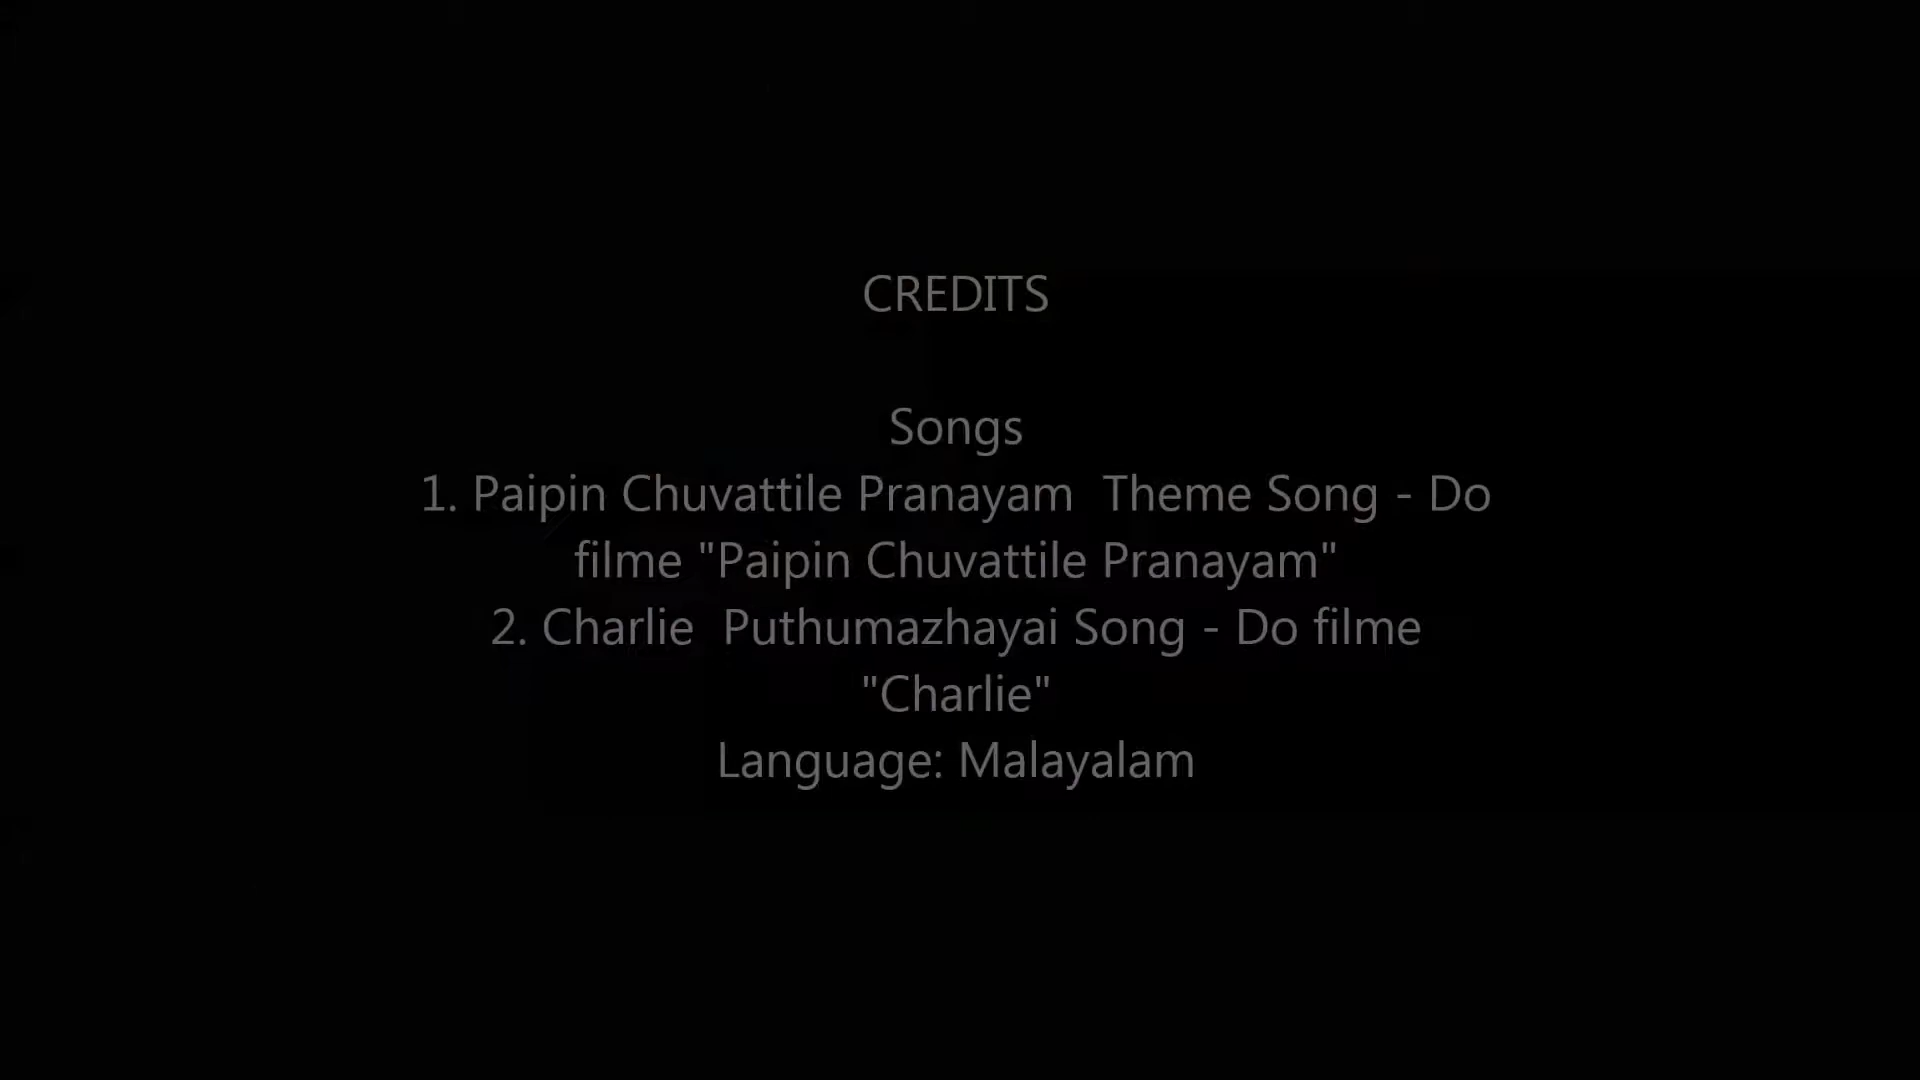 CREDITS
Songs
1. Paipin Chuvattile Pranayam  Theme Song - Do
filme "Paipin Chuvattile Pranayam"
2. Charlie  Puthumazhayai Song - Do filme
"Charlie"
Language: Malayalam